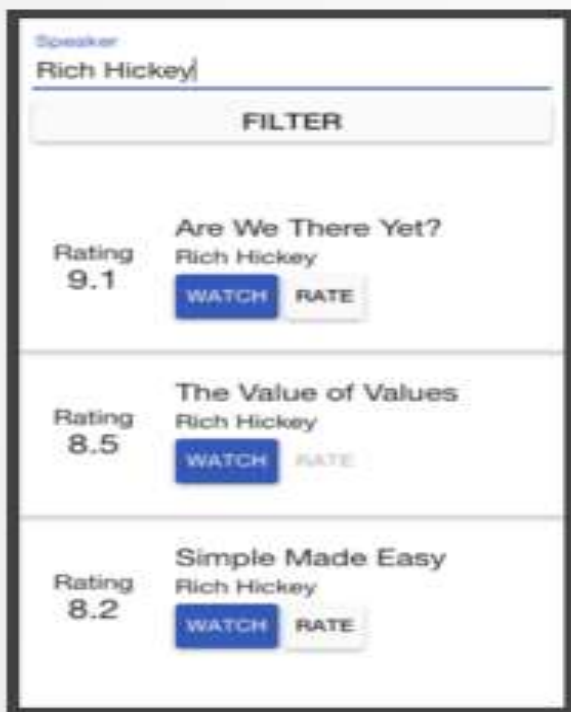 Speaker
Rich Hickey
FILTER
Are We There Yet?
Rich Hickey
Rating
9.1
WATCH RATE
The Value of Values
Rich Hickey
Rating
8.5
WATCH RATE
Simple Made Easy
Rich Hickey
Rating
8.2
WATCH RATE